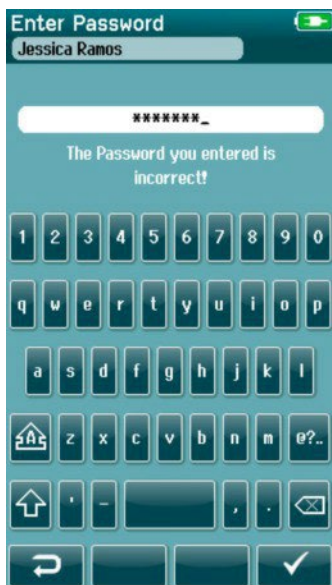 Enter Password
Jessica Ramos
*******_
The Password you entered is
incorrect!
1 2 3 4 5 6 7 8 9 0
q w e r t y u i o p
a s d f g h j k l
A z x c v b n m @?..
' - , .